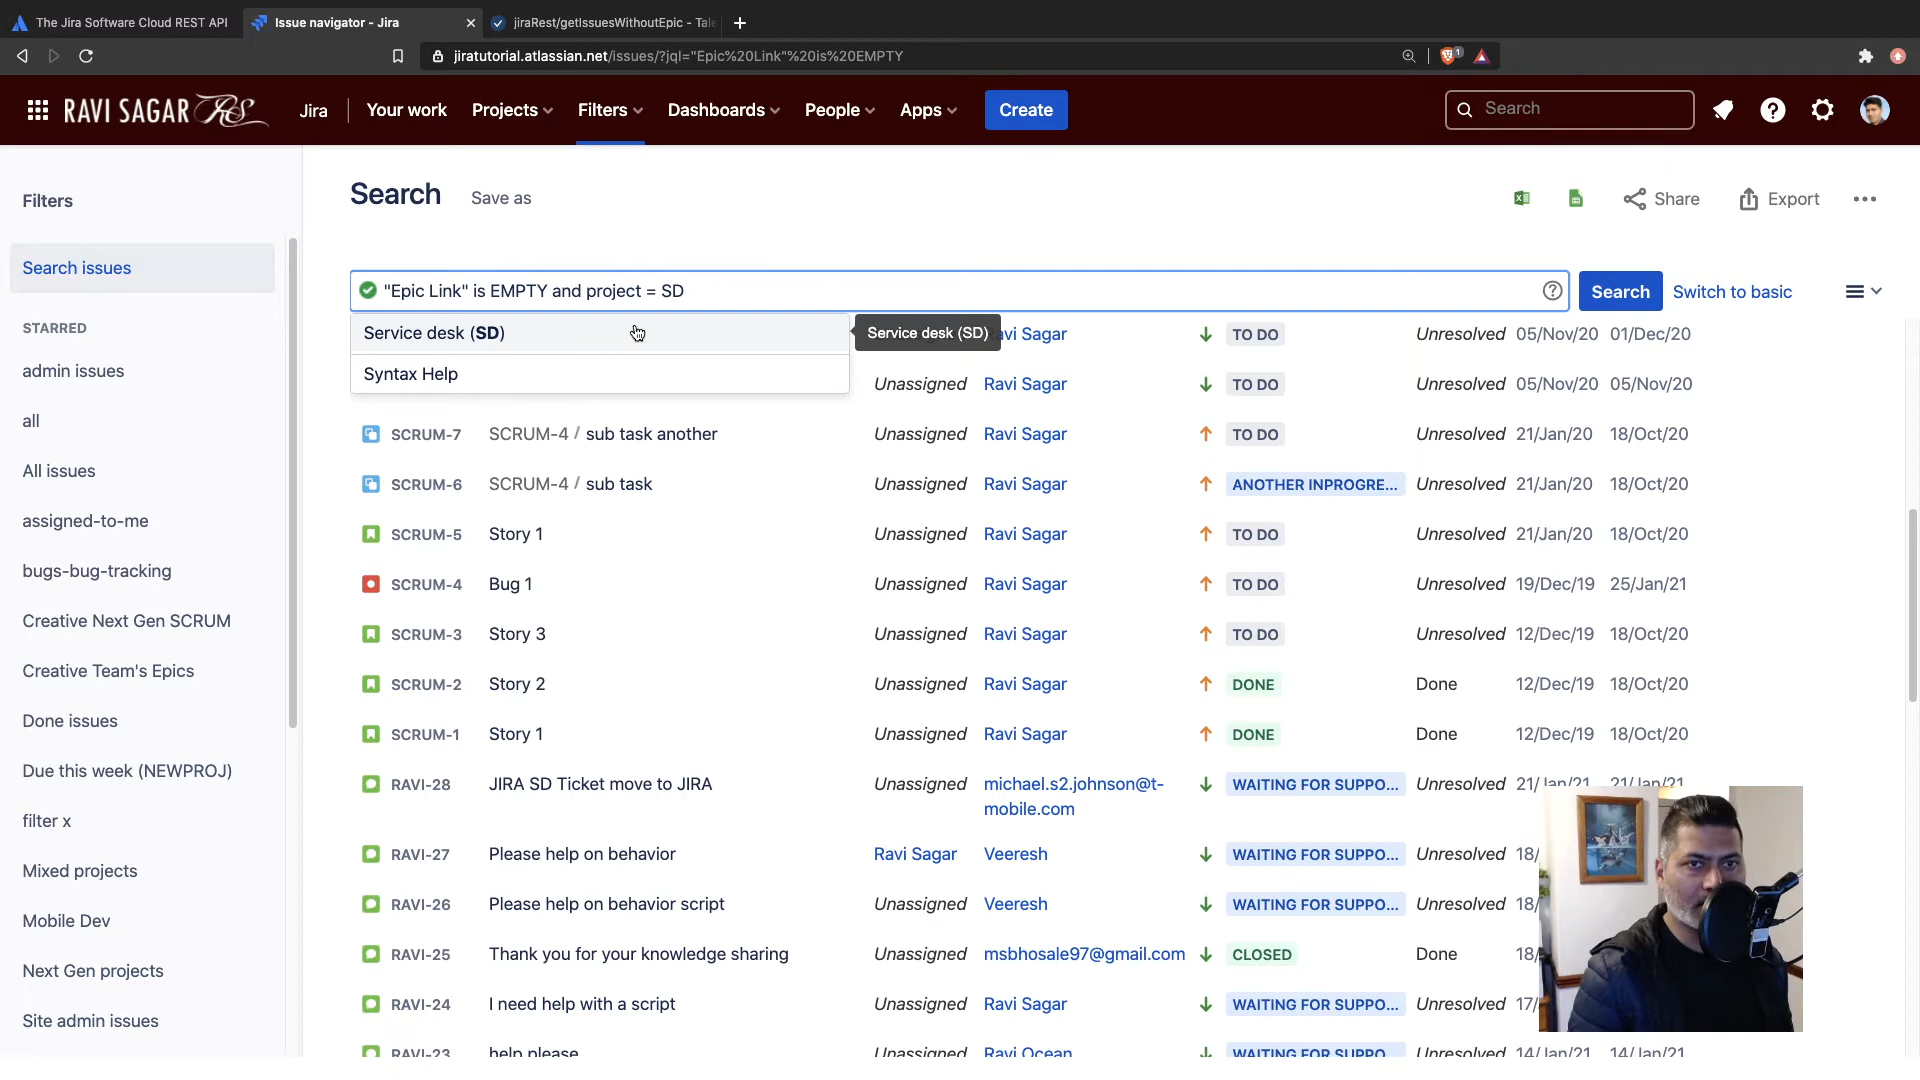 The Jira Software Cloud REST API
Issue navigator - Jira
jiraRest/getIssuesWithoutEpic - Tale
jiratutorial.atlassian.net/issues/?jql="Epic%20Link"%20is%20EMPTY
1
RAVI SAGAR RS
Jira
Your work
Projects
Filters
Dashboards
People
Apps
Create
Search
Filters
Search issues
STARRED
admin issues
all
All issues
assigned-to-me
bugs-bug-tracking
Creative Next Gen SCRUM
Creative Team's Epics
Done issues
Due this week (NEWPROJ)
filter x
Mixed projects
Mobile Dev
Next Gen projects
Site admin issues
Search
Save as
Share
Export
"Epic Link" is EMPTY and project = SD
Search
Switch to basic
Service desk (SD)
Syntax Help
Service desk (SD)
avi Sagar TO DO Unresolved 05/Nov/20 01/Dec/20
Unassigned Ravi Sagar TO DO Unresolved 05/Nov/20 05/Nov/20
SCRUM-7 SCRUM-4 / sub task another Unassigned Ravi Sagar TO DO Unresolved 21/Jan/20 18/Oct/20
SCRUM-6 SCRUM-4 / sub task Unassigned Ravi Sagar ANOTHER INPROGRE... Unresolved 21/Jan/20 18/Oct/20
SCRUM-5 Story 1 Unassigned Ravi Sagar TO DO Unresolved 21/Jan/20 18/Oct/20
SCRUM-4 Bug 1 Unassigned Ravi Sagar TO DO Unresolved 19/Dec/19 25/Jan/21
SCRUM-3 Story 3 Unassigned Ravi Sagar TO DO Unresolved 12/Dec/19 18/Oct/20
SCRUM-2 Story 2 Unassigned Ravi Sagar DONE Done 12/Dec/19 18/Oct/20
SCRUM-1 Story 1 Unassigned Ravi Sagar DONE Done 12/Dec/19 18/Oct/20
RAVI-28 JIRA SD Ticket move to JIRA Unassigned michael.s2.johnson@t- WAITING FOR SUPPO... Unresolved 21/Jan/21 21/Jan/21
mobile.com
RAVI-27 Please help on behavior Ravi Sagar Veeresh WAITING FOR SUPPO... Unresolved 18/
RAVI-26 Please help on behavior script Unassigned Veeresh WAITING FOR SUPPO... Unresolved 18/
RAVI-25 Thank you for your knowledge sharing Unassigned msbhosale97@gmail.com CLOSED Done 18/
RAVI-24 I need help with a script Unassigned Ravi Sagar WAITING FOR SUPPO... Unresolved 17/
RAVI-23 help please Unassigned Ravi Ocean WAITING FOR SUPPO Unresolved 14/Jan/21 14/Jan/21